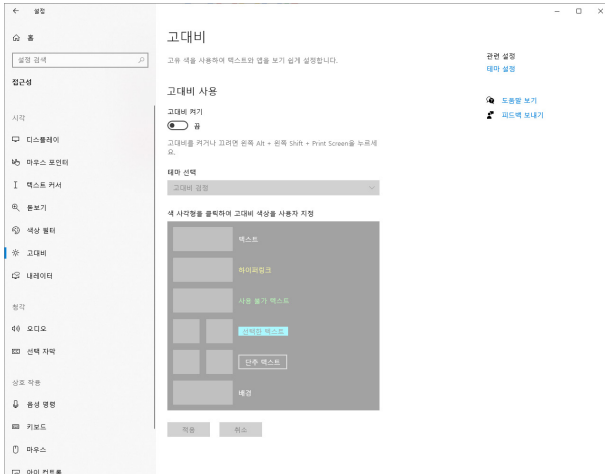 설정
홈
설정 검색
접근성
시각
디스플레이
마우스 포인터
텍스트 커서
돋보기
색상 필터
고대비
내레이터
청각
오디오
선택 자막
상호 작용
음성 명령
키보드
마우스
아이 컨트롤
고대비
고유 색을 사용하여 텍스트와 앱을 보기 쉽게 설정합니다.
고대비 사용
고대비 켜기
끔
고대비를 켜거나 끄려면 왼쪽 Alt + 왼쪽 Shift + Print Screen을 누르세
요.
테마 선택
고대비 검정
색 사각형을 클릭하여 고대비 색상을 사용자 지정
텍스트
하이퍼링크
사용 불가 텍스트
선택한 텍스트
단추 텍스트
배경
적용
취소
관련 설정
테마 설정
도움말 보기
피드백 보내기